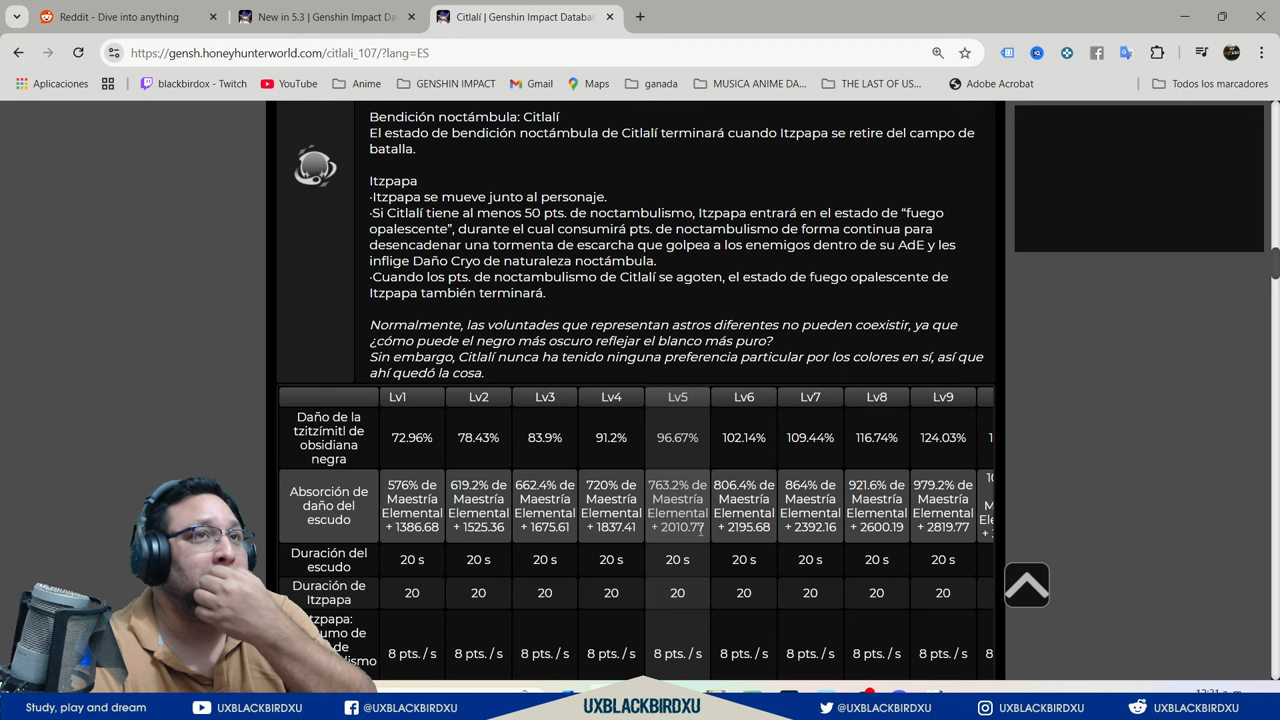 Reddit - Dive into anything
New in 5.3 | Genshin Impact Da
Citlalí | Genshin Impact Databas
https://gensh.honeyhunterworld.com/citlali_107/?lang=ES
Aplicaciones
blackbirdox - Twitch
YouTube
Anime
GENSHIN IMPACT
Gmail
Maps
ganada
MUSICA ANIME DA...
THE LAST OF US...
Adobe Acrobat
Todos los marcadores
Bendición noctámbula: Citlalí
El estado de bendición noctámbula de Citlalí terminará cuando Itzpapa se retire del campo de
batalla.
Itzpapa
·Itzpapa se mueve junto al personaje.
·Si Citlalí tiene al menos 50 pts. de noctambulismo, Itzpapa entrará en el estado de “fuego
opalescente”, durante el cual consumirá pts. de noctambulismo de forma continua para
desencadenar una tormenta de escarcha que golpea a los enemigos dentro de su AdE y les
inflige Daño Cryo de naturaleza noctámbula.
·Cuando los pts. de noctambulismo de Citlalí se agoten, el estado de fuego opalescente de
Itzpapa también terminará.
Normalmente, las voluntades que representan astros diferentes no pueden coexistir, ya que
¿cómo puede el negro más oscuro reflejar el blanco más puro?
Sin embargo, Citlalí nunca ha tenido ninguna preferencia particular por los colores en sí, así que
ahí quedó la cosa.
Lv1 Lv2 Lv3 Lv4 Lv5 Lv6 Lv7 Lv8 Lv9
Daño de la
tzitzímitl de
obsidiana
negra
72.96% 78.43% 83.9% 91.2% 96.67% 102.14% 109.44% 116.74% 124.03% 1
Absorción de
daño del
escudo
576% de 619.2% de 662.4% de 720% de 763.2% de 806.4% de 864% de 921.6% de 979.2% de 10
Maestría Maestría Maestría Maestría Maestría Maestría Maestría Maestría Maestría M
Elemental Elemental Elemental Elemental Elemental Elemental Elemental Elemental Elemental Ele
+ 1386.68 + 1525.36 + 1675.61 + 1837.41 + 2010.77 + 2195.68 + 2392.16 + 2600.19 + 2819.77 +
Duración del
escudo
20 s 20 s 20 s 20 s 20 s 20 s 20 s 20 s 20 s
Duración de
Itzpapa
20 20 20 20 20 20 20 20 20
tzpapa:
umo de
de
alismo
8 pts. / s 8 pts. / s 8 pts. / s 8 pts. / s 8 pts. / s 8 pts. / s 8 pts. / s 8 pts. / s 8 pts. / s 8
Study, play and dream
UXBLACKBIRDXU
@UXBLACKBIRDXU
UXBLACKBIRDXU
@UXBLACKBIRDXU
UXBLACKBIRDXU
UXBLACKBIRDXU